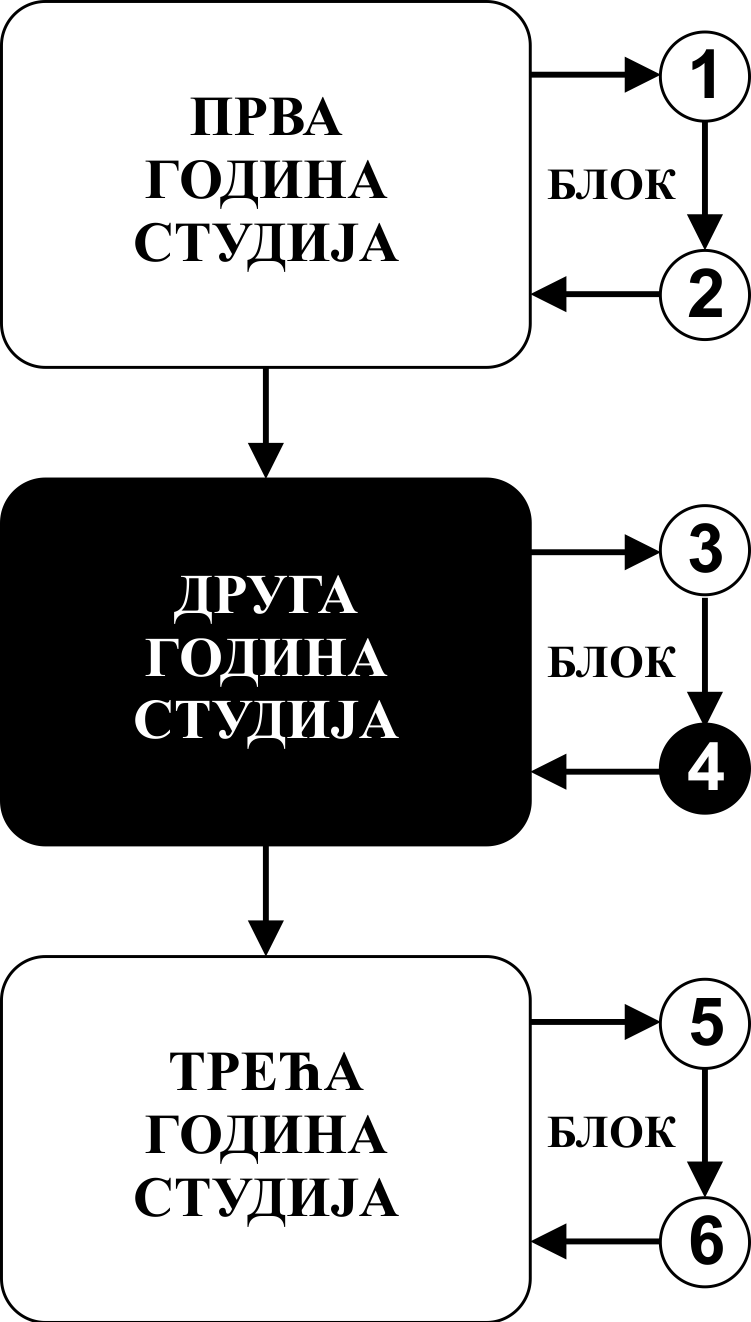 ПРВА
ГОДИНА
СТУДИЈА
1
БЛОК
2
ДРУГА
ГОДИНА
СТУДИЈА
3
БЛОК
4
ТРЕЋА
ГОДИНА
СТУДИЈА
5
БЛОК
6